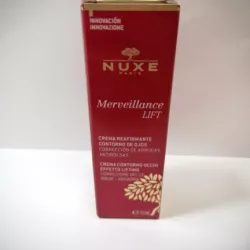 INNOVACIÓN
INNOVAZIONE
NUXE
PARIS
Merveillance
LIFT
CREMA REAFIRMANTE
CONTORNO DE OJOS
CORRECCIÓN DE ARRUGAS
CREMA CONTORNO OCCHI
EFFETTO LIFTING